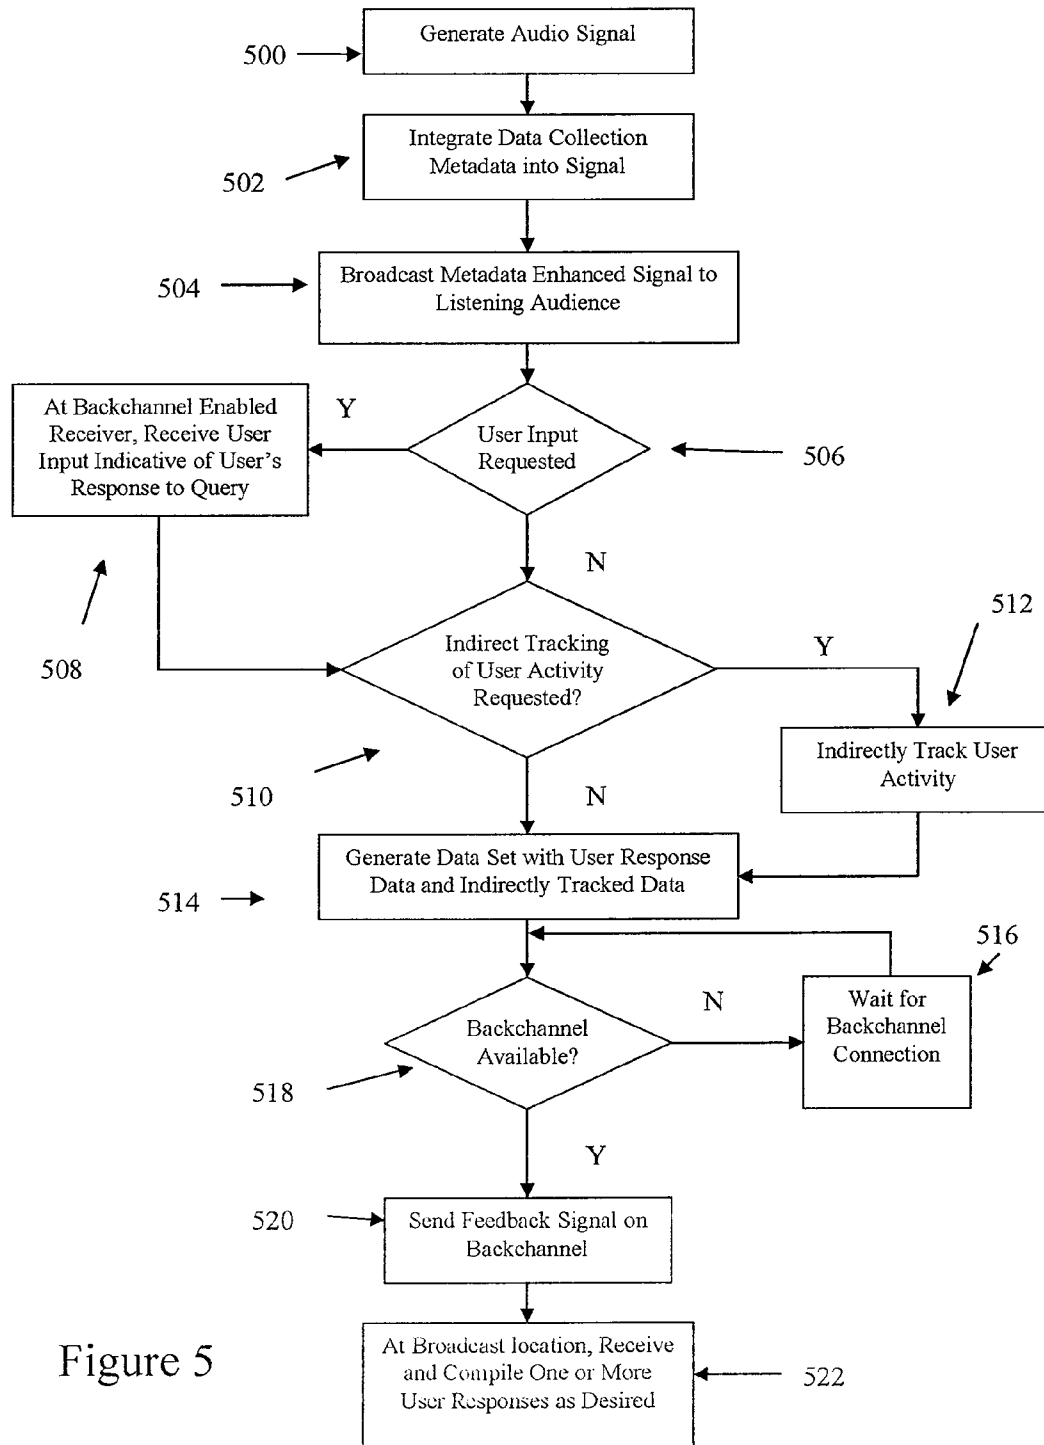 Generate Audio Signal
500
Integrate Data Collection
Metadata into Signal
502
Broadcast Metadata Enhanced Signal to
Listening Audience
504
At Backchannel Enabled
Receiver, Receive User
Input Indicative of User's
Response to Query
Y
User Input
Requested
506
N
508
Indirect Tracking
of User Activity
Requested?
Y
512
Indirectly Track User
Activity
510
N
Generate Data Set with User Response
Data and Indirectly Tracked Data
514
516
Wait for
Backchannel
Connection
N
Backchannel
Available?
518
Y
520
Send Feedback Signal on
Backchannel
At Broadcast location, Receive
and Compile One or More
User Responses as Desired
522
Figure 5